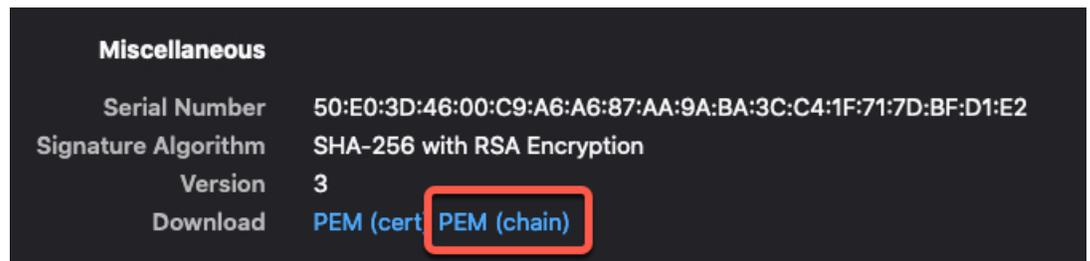 Miscellaneous
Serial Number 50:E0:3D:46:00:C9:A6:A6:87:AA:9A:BA:3C:C4:1F:71:7D:BF:D1:E2
Signature Algorithm SHA-256 with RSA Encryption
Version 3
Download PEM (cert) PEM (chain)